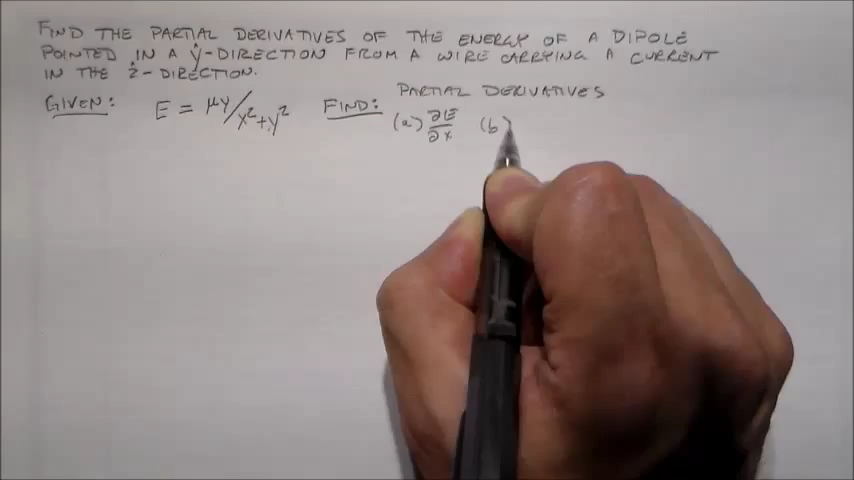 FIND THE PARTIAL DERIVATIVES OF THE ENERGY OF A DIPOLE
POINTED IN A ŷ-DIRECTION FROM A WIRE CARRYING A CURRENT
IN THE ẑ-DIRECTION.
GIVEN: E = μy/x²+y² FIND: PARTIAL DERIVATIVES
(a) ∂E/∂x (b)